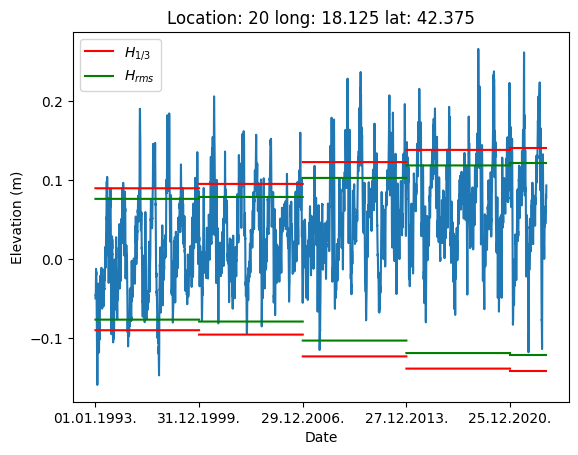 Location: 20 long: 18.125 lat: 42.375
H1/3
Hrms
Elevation (m)
0.2
0.1
0.0
−0.1
01.01.1993. 31.12.1999. 29.12.2006. 27.12.2013. 25.12.2020.
Date